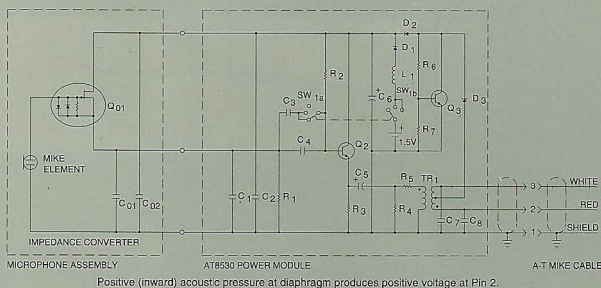 D2
D1
R6
R2
L1
SW1b
C6
Q3
D3
Q01
SW1a
C3
C4
Q2
+
1.5V
R7
MIKE
ELEMENT
C5
+
R5
TR1
3 WHITE
2 RED
1 SHIELD
C01
C02
C1
C2
R1
R3
R4
C7
C8
IMPEDANCE CONVERTER
MICROPHONE ASSEMBLY
AT8530 POWER MODULE
A-T MIKE CABLE
Positive (inward) acoustic pressure at diaphragm produces positive voltage at Pin 2.